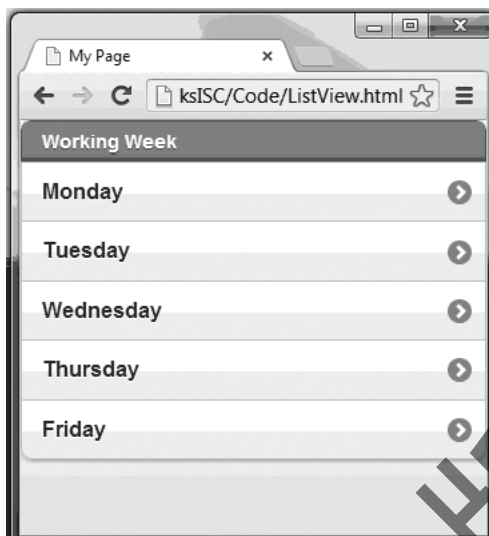 My Page
ksISC/Code/ListView.html
Working Week
Monday
Tuesday
Wednesday
Thursday
Friday